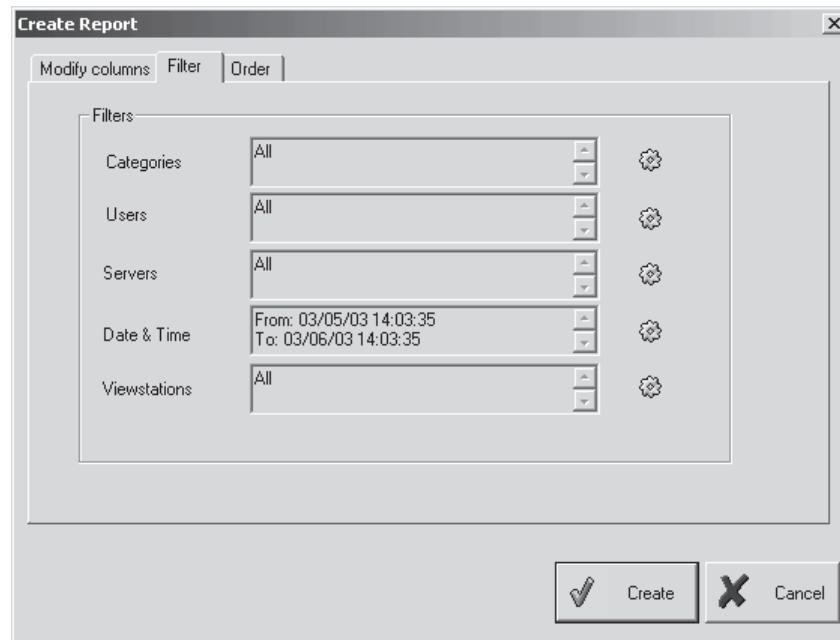 Create Report
Modify columns Filter Order
Filters
Categories All
Users All
Servers All
Date & Time From: 03/05/03 14:03:35
To: 03/06/03 14:03:35
Viewstations All
Create Cancel